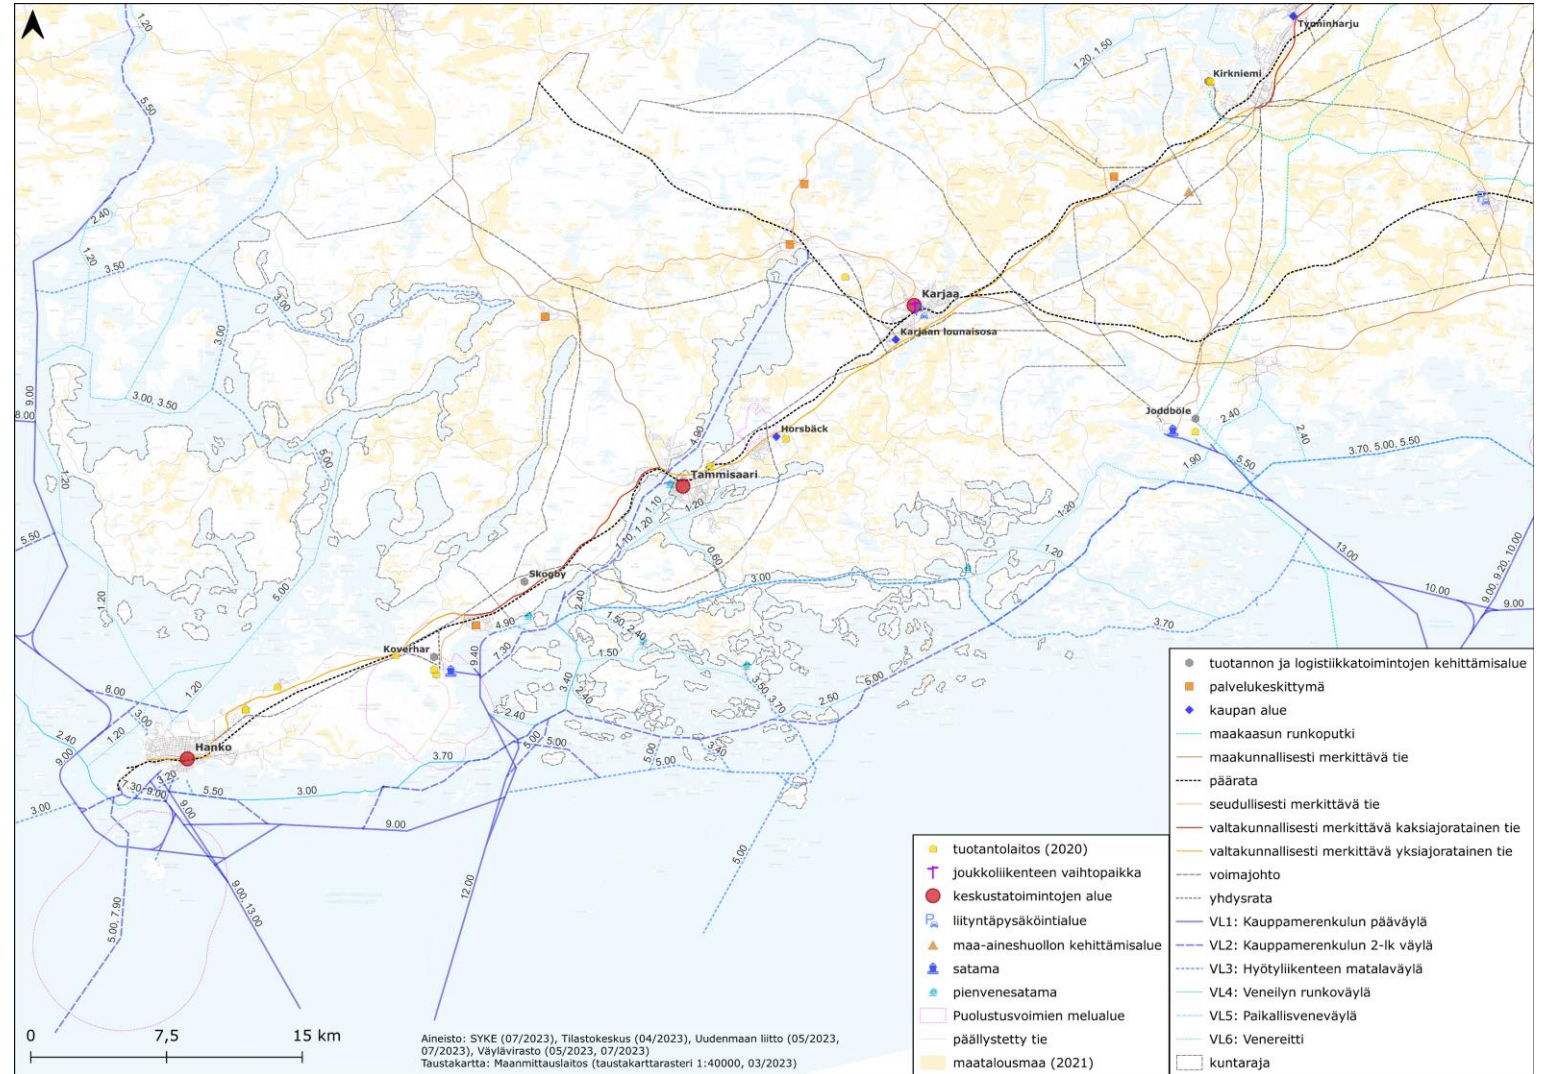 1.20
5.50
2.40
1.20
3.50
3.00
3.00
3.00, 3.50
9.00
8.00
1.20
5.00
5.50
1.20
5.00
1.20, 1.50
Tynninharju
Kirkniemi
Karjaa
Karjaan lounaisosa
4.90
Horsbäck
Tammisaari
1.10
1.20
1.10, 1.20
0.60
Joddböle
2.40
2.40
3.70, 5.00, 5.50
5.50
1.90
1.20
1.20
13.00
9.00, 9.20, 10.00
10.00
9.00
3.70
Skogby
3.00
2.40
4.90
1.50
2.40
7.30
9.40
1.50
Koverhar
3.40
2.40
2.40
3.50, 3.70
2.50
5.00
8.00
1.20
3.00
1.20
2.40
9.00
Hanko
3.20
7.30, 9.00
9.00
5.50
3.00
3.70
9.00
5.00
5.00
5.00
5.00
3.40
3.00
5.00
12.00
9.00, 13.00
5.00, 7.90
0
7,5
15 km
Aineisto: SYKE (07/2023), Tilastokeskus (04/2023), Uudenmaan liitto (05/2023,
07/2023), Väylävirasto (05/2023, 07/2023)
Taustakartta: Maanmittauslaitos (taustakarttarasteri 1:40000, 03/2023)
tuotantolaitos (2020)
joukkoliikenteen vaihtopaikka
keskustatoimintojen alue
liityntäpysäköintialue
maa-aineshuollon kehittämisalue
satama
pienvenesatama
Puolustusvoimien melualue
päällystetty tie
maatalousmaa (2021)
tuotannon ja logistiikkatoimintojen kehittämisalue
palvelukeskittymä
kaupan alue
maakaasun runkoputki
maakunnallisesti merkittävä tie
päärata
seudullisesti merkittävä tie
valtakunnallisesti merkittävä kaksiajoratainen tie
valtakunnallisesti merkittävä yksiajoratainen tie
voimajohto
yhdysrata
VL1: Kauppamerenkulun pääväylä
VL2: Kauppamerenkulun 2-lk väylä
VL3: Hyötyliikenteen matalaväylä
VL4: Veneilyn runkoväylä
VL5: Paikallisveneväylä
VL6: Venereitti
kuntaraja